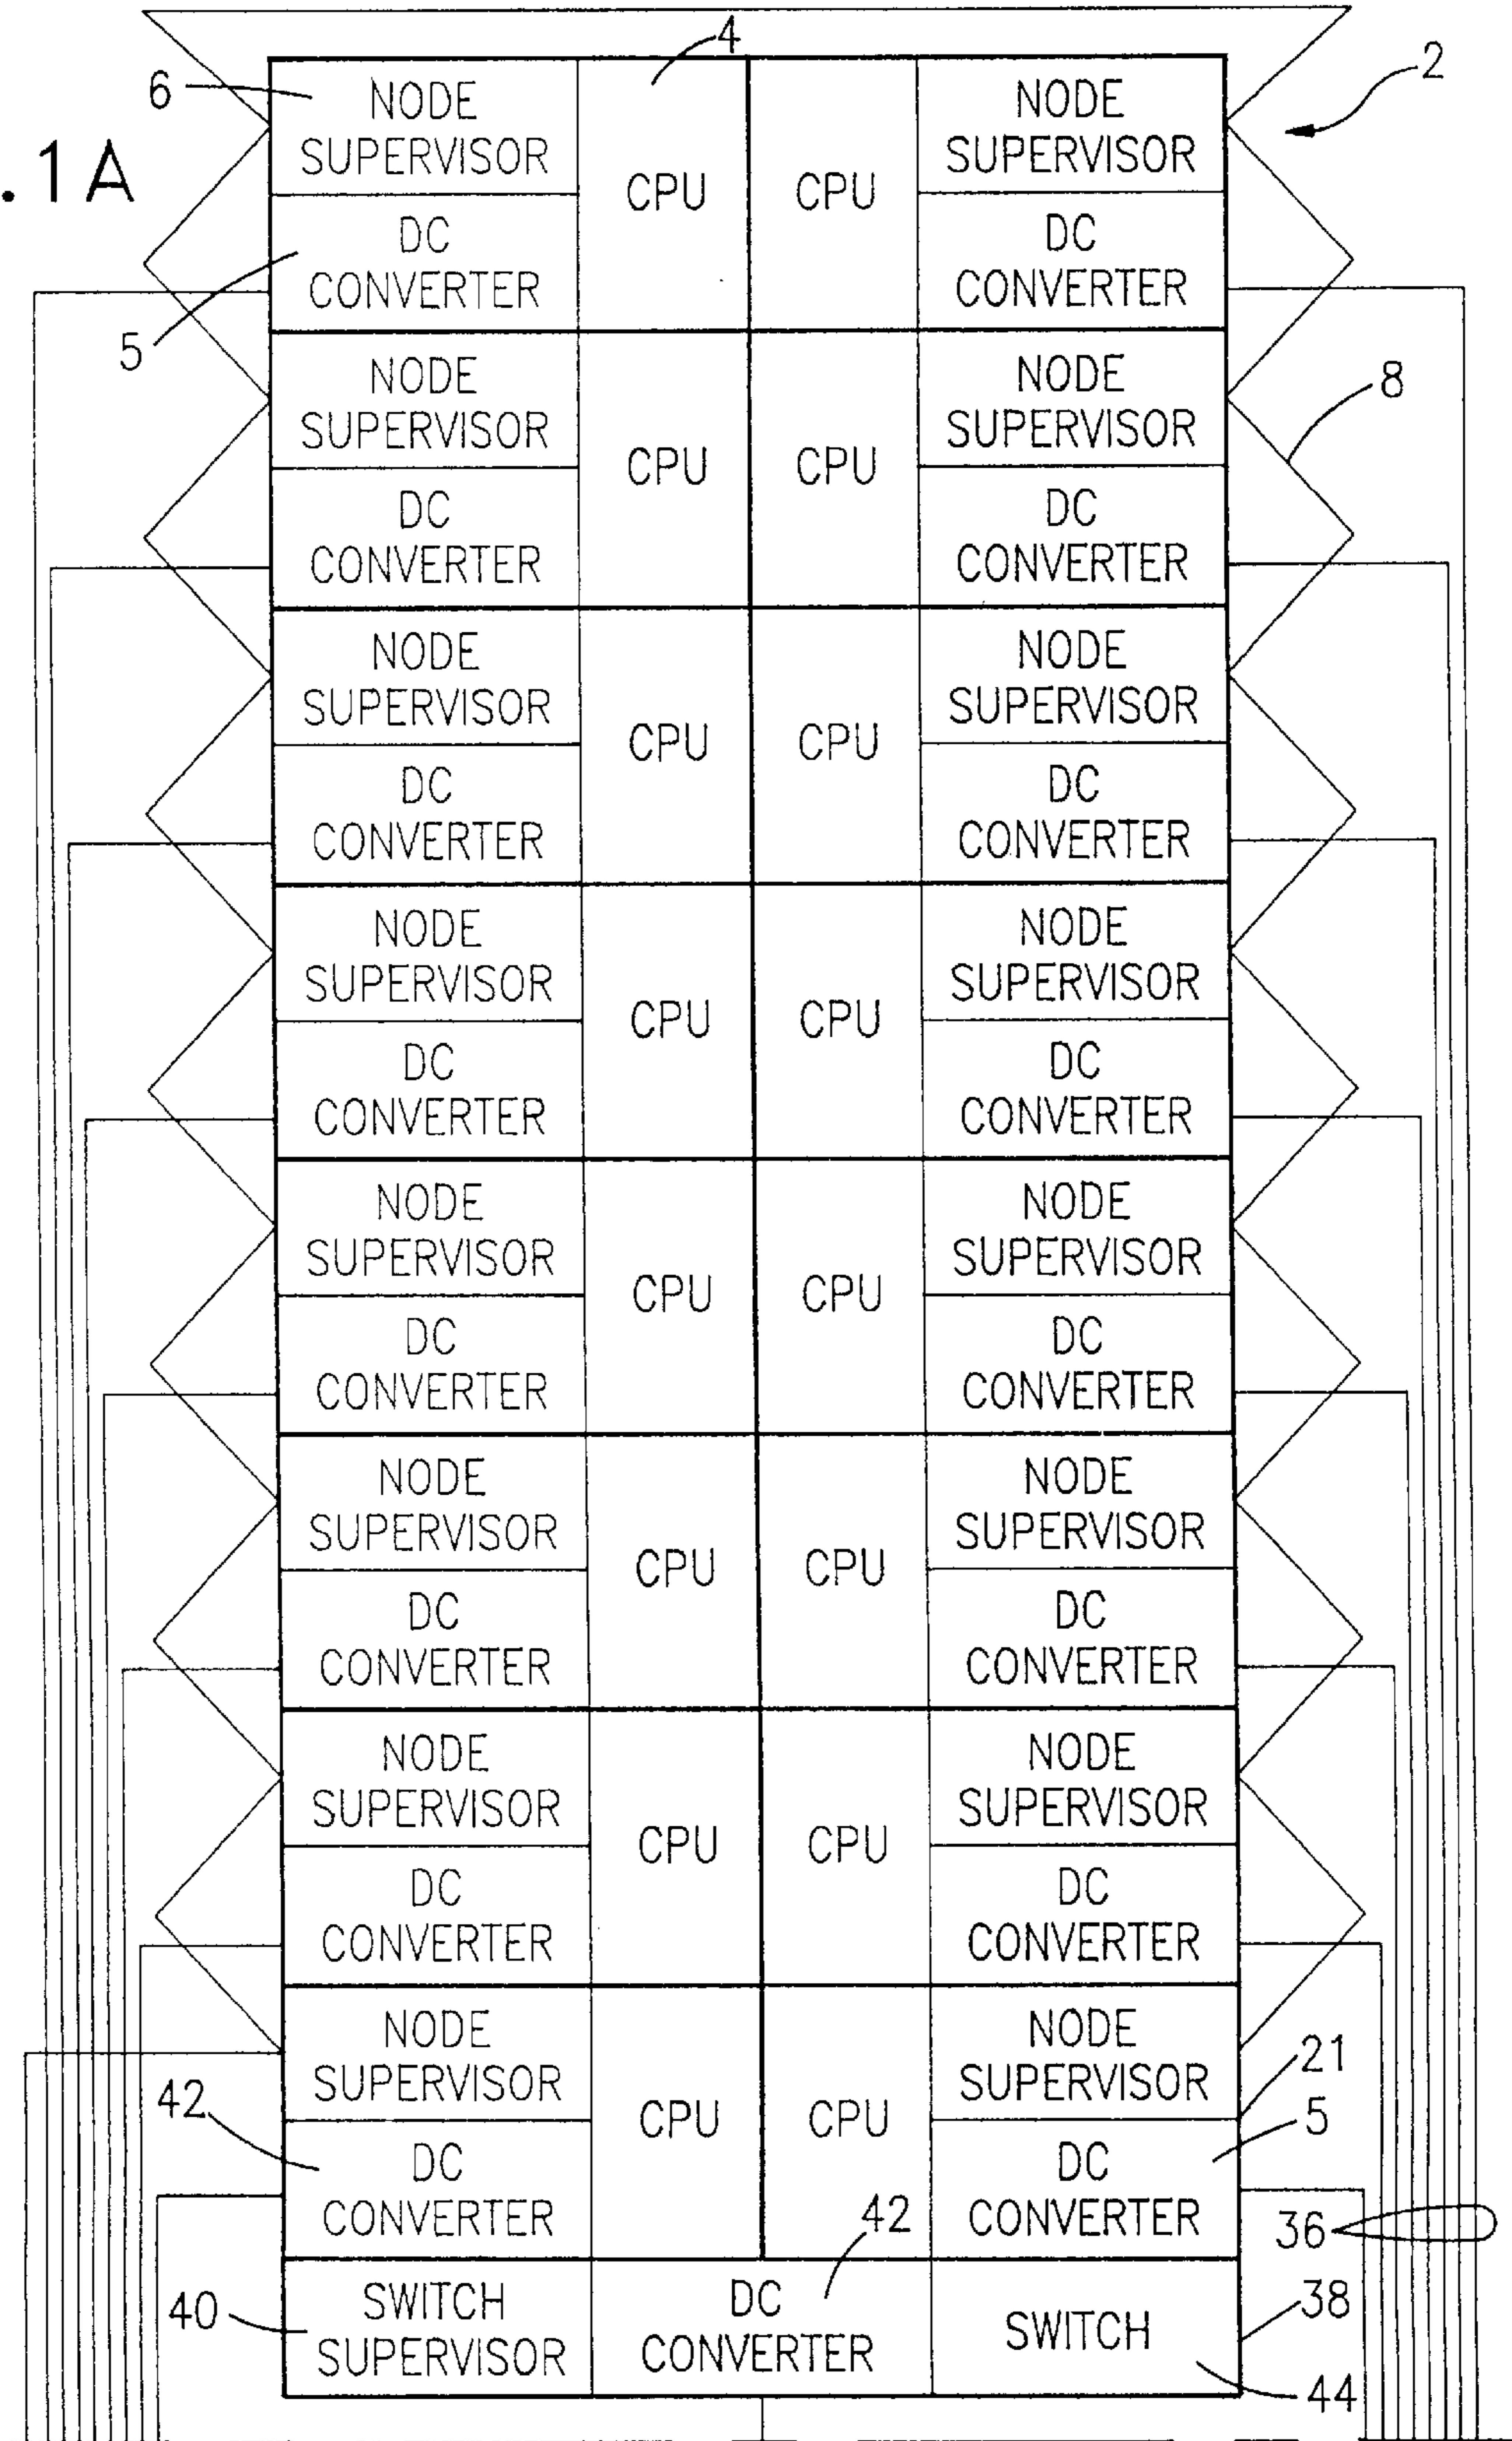 4
2
6
NODE
SUPERVISOR
CPU
CPU
NODE
SUPERVISOR
.1A
DC
CONVERTER
DC
CONVERTER
5
NODE
SUPERVISOR
CPU
CPU
NODE
SUPERVISOR
8
DC
CONVERTER
DC
CONVERTER
NODE
SUPERVISOR
CPU
CPU
NODE
SUPERVISOR
DC
CONVERTER
DC
CONVERTER
NODE
SUPERVISOR
CPU
CPU
NODE
SUPERVISOR
DC
CONVERTER
DC
CONVERTER
NODE
SUPERVISOR
CPU
CPU
NODE
SUPERVISOR
DC
CONVERTER
DC
CONVERTER
NODE
SUPERVISOR
CPU
CPU
NODE
SUPERVISOR
DC
CONVERTER
DC
CONVERTER
NODE
SUPERVISOR
CPU
CPU
NODE
SUPERVISOR
DC
CONVERTER
DC
CONVERTER
NODE
SUPERVISOR
CPU
CPU
NODE
SUPERVISOR
21
42
DC
CONVERTER
DC
CONVERTER
5
42
36
40
SWITCH
SUPERVISOR
DC
CONVERTER
SWITCH
38
44